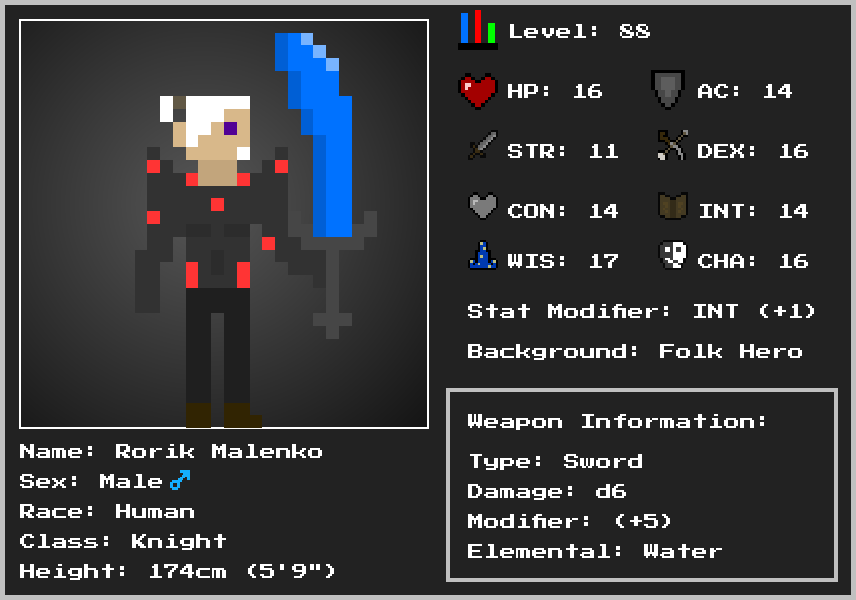 Level: 88
HP: 16
AC: 14
STR: 11
DEX: 16
CON: 14
INT: 14
WIS: 17
CHA: 16
Stat Modifier: INT (+1)
Background: Folk Hero
Weapon Information:
Type: Sword
Damage: d6
Modifier: (+5)
Elemental: Water
Name: Rorik Malenko
Sex: Male ♂
Race: Human
Class: Knight
Height: 174cm (5'9")